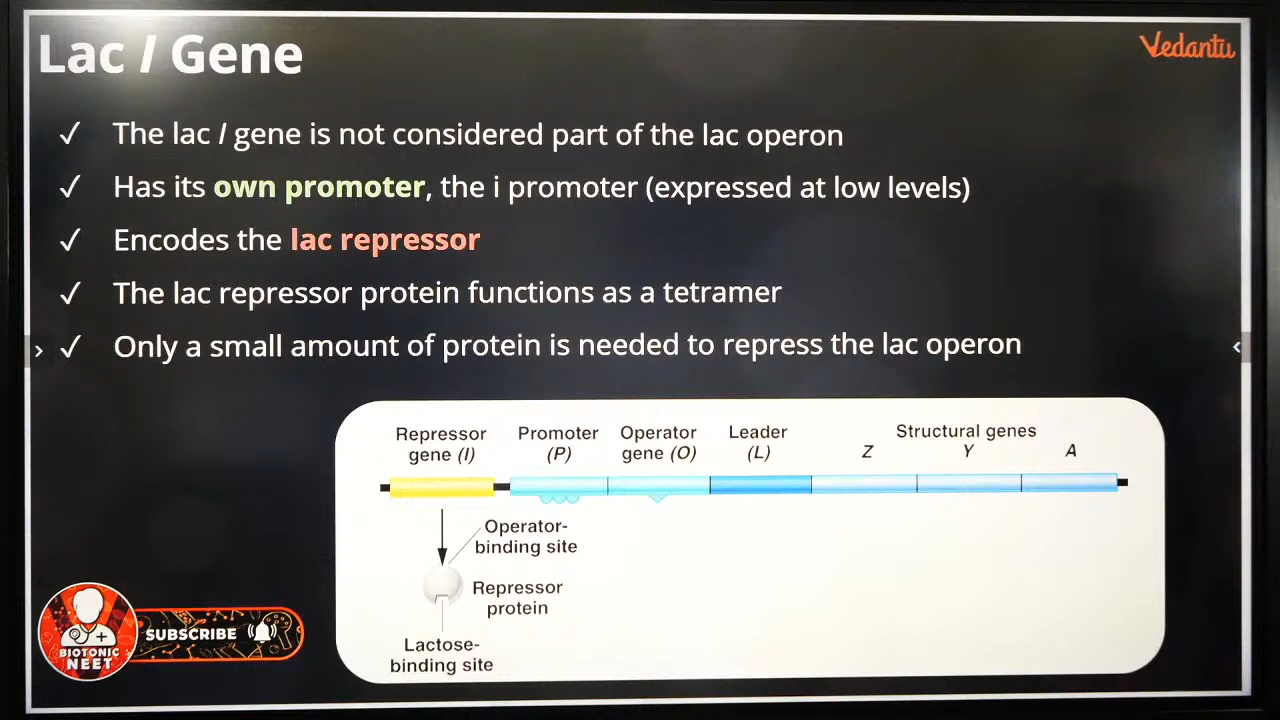 Lac I Gene
Vedantu
✓ The lac I gene is not considered part of the lac operon
✓ Has its own promoter, the i promoter (expressed at low levels)
✓ Encodes the lac repressor
✓ The lac repressor protein functions as a tetramer
✓ Only a small amount of protein is needed to repress the lac operon
Repressor
gene (I)
Promoter
(P)
Operator
gene (O)
Leader
(L)
Structural genes
Z Y A
Operator-
binding site
Repressor
protein
Lactose-
binding site
BIOTONIC
NEET
SUBSCRIBE